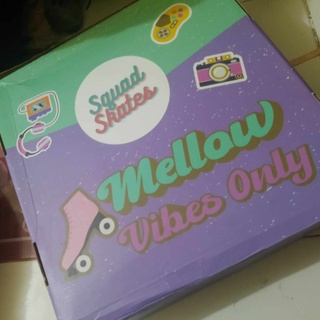 Squad
Skates
Mellow
Vibes Only